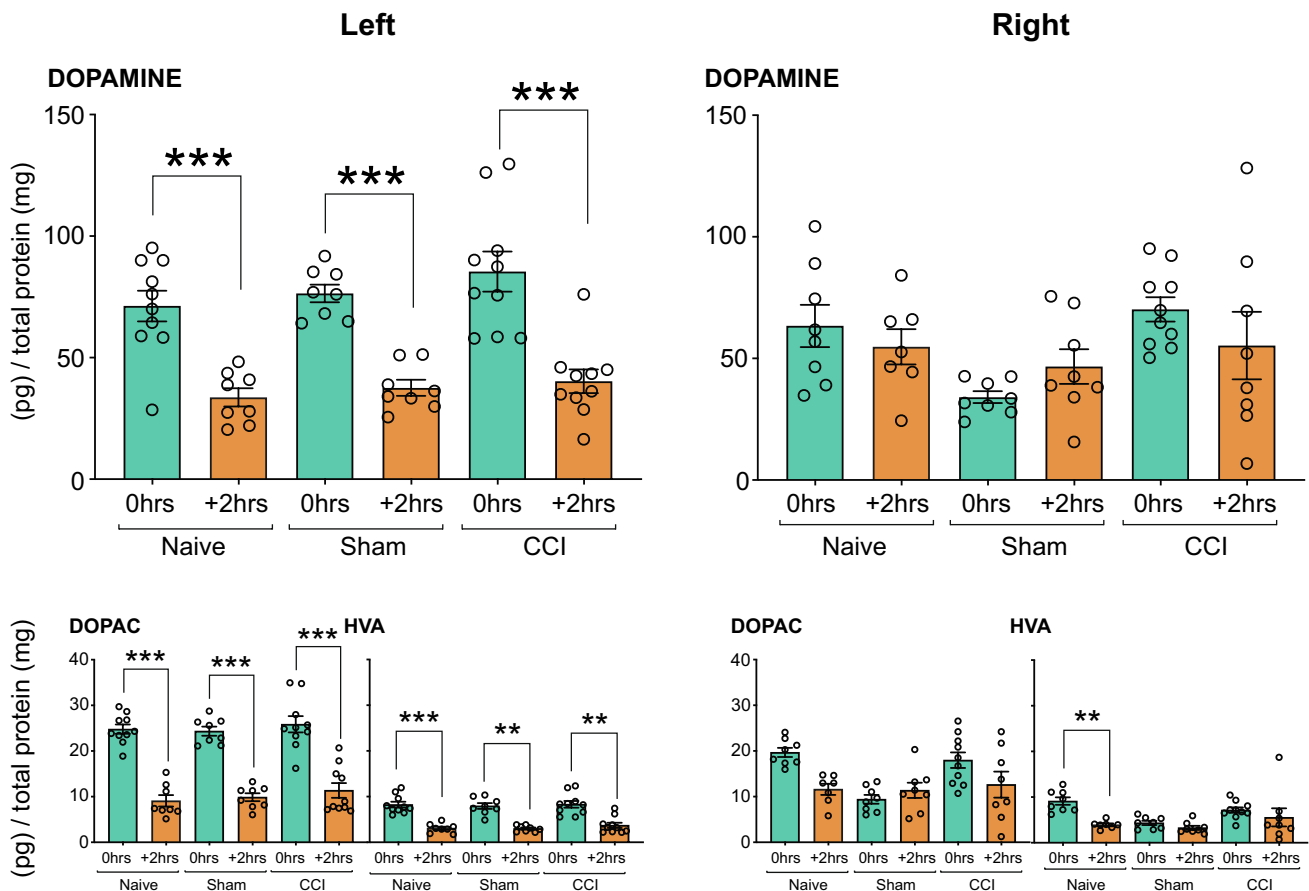 Left
Right
DOPAMINE
DOPAMINE
(pg) / total protein (mg)
150
100
50
0
***
***
***
0hrs +2hrs 0hrs +2hrs 0hrs +2hrs
Naive Sham CCI
150
100
50
0
0hrs +2hrs 0hrs +2hrs 0hrs +2hrs
Naive Sham CCI
(pg) / total protein (mg)
DOPAC
HVA
40
30
20
10
0
***
***
***
***
**
**
0hrs +2hrs 0hrs +2hrs 0hrs +2hrs
Naive Sham CCI
0hrs +2hrs 0hrs +2hrs 0hrs +2hrs
Naive Sham CCI
DOPAC
HVA
40
30
20
10
0
**
0hrs +2hrs 0hrs +2hrs 0hrs +2hrs
Naive Sham CCI
0hrs +2hrs 0hrs +2hrs 0hrs +2hrs
Naive Sham CCI